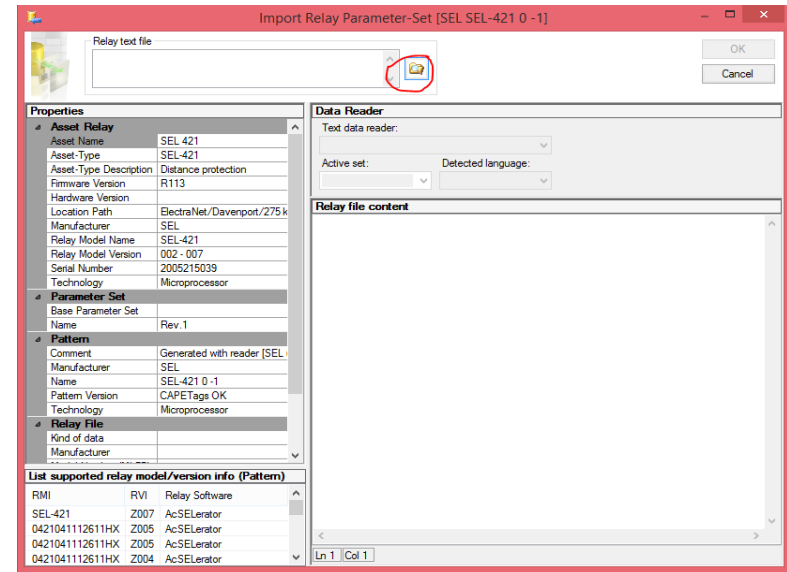 Import Relay Parameter-Set [SEL SEL-421 0 -1]
Relay text file
OK
Cancel
Properties
Asset Relay
Asset Name SEL 421
Asset-Type SEL-421
Asset-Type Description Distance protection
Firmware Version R113
Hardware Version
Location Path ElectraNet/Davenport/275 k
Manufacturer SEL
Relay Model Name SEL-421
Relay Model Version 002 - 007
Serial Number 2005215039
Technology Microprocessor
Parameter Set
Base Parameter Set
Name Rev.1
Pattern
Comment Generated with reader [SEL
Manufacturer SEL
Name SEL-421 0 -1
Pattern Version CAPETags OK
Technology Microprocessor
Relay File
Kind of data
Manufacturer
List supported relay model/version info (Pattern)
RMI RVI Relay Software
SEL-421 Z007 AcSELerator
0421041112611HX Z005 AcSELerator
0421041112611HX Z005 AcSELerator
0421041112611HX Z004 AcSELerator
Data Reader
Text data reader:
Active set: Detected language:
Relay file content
Ln 1 Col 1